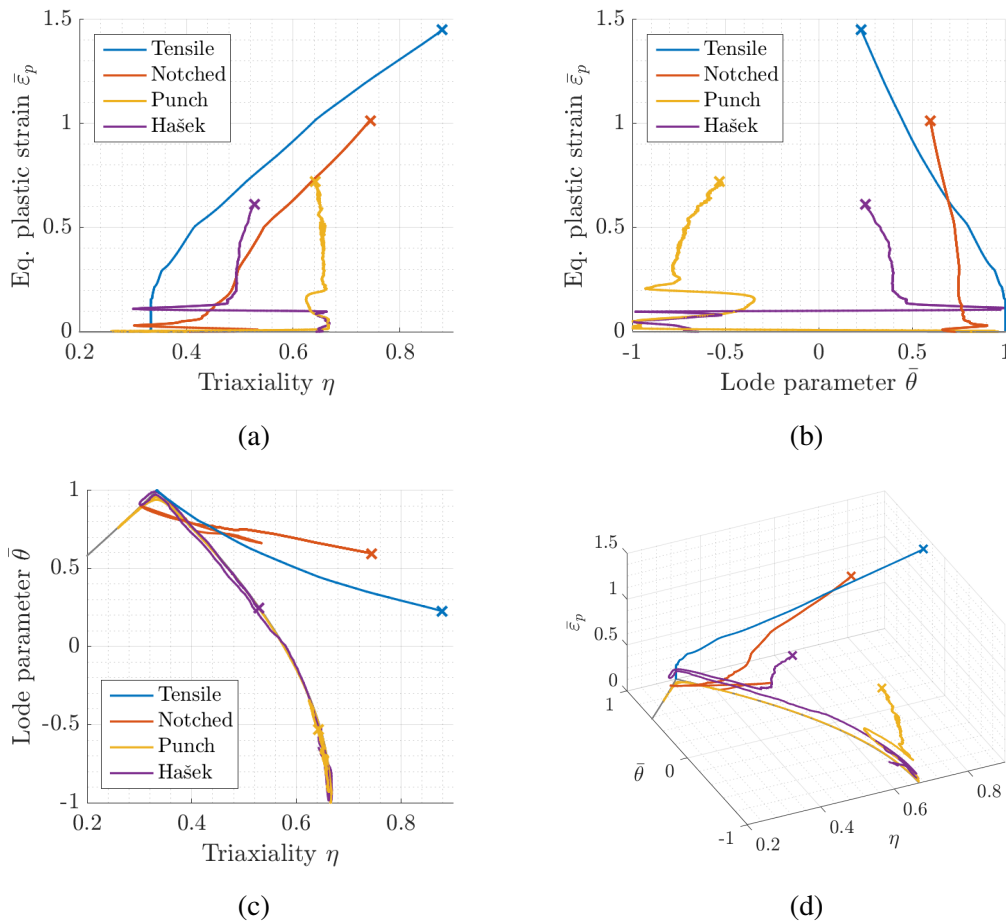 1.5
1
0.5
0
0.2
0.4
0.6
0.8
Eq. plastic strain ε̄ₚ
Triaxiality η
Tensile
Notched
Punch
Hašek
(a)
1.5
1
0.5
0
-1
-0.5
0
0.5
1
Eq. plastic strain ε̄ₚ
Lode parameter θ̄
Tensile
Notched
Punch
Hašek
(b)
1
0.5
0
-0.5
-1
0.2
0.4
0.6
0.8
Lode parameter θ̄
Triaxiality η
Tensile
Notched
Punch
Hašek
(c)
1.5
1
0.5
0
ε̄ₚ
1
0
-1
θ̄
0.2
0.4
0.6
0.8
η
(d)